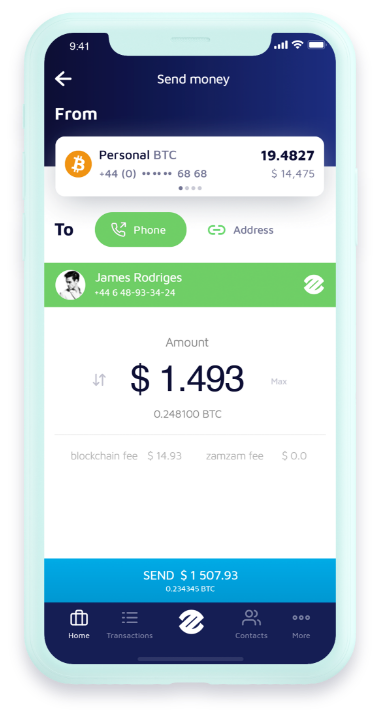 9:41
Send money
From
Personal BTC 19.4827
+44 (0) •• •• •• 68 68 $ 14,475
To Phone Address
James Rodriges
+44 6 48-93-34-24
Amount
$ 1.493 Max
0.248100 BTC
blockchain fee $ 14.93 zamzam fee $ 0.0
SEND $ 1 507.93
0.234345 BTC
Home Transactions Contacts More